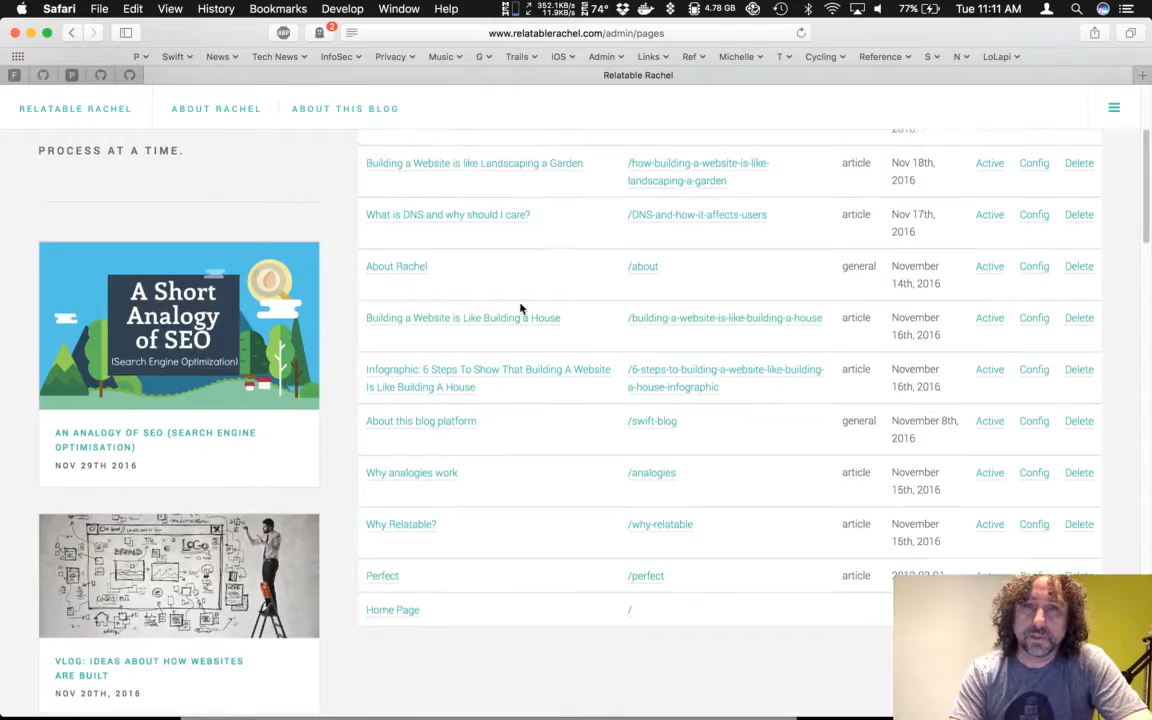 Safari File Edit View History Bookmarks Develop Window Help 352.1KB/s 11.9KB/s 74° 4.78 GB 77% Tue 11:11 AM
2
ABP
www.relatablerachel.com/admin/pages
P Swift News Tech News InfoSec Privacy Music G Trails iOS Admin Links Ref Michelle T Cycling Reference S N LoLapi
F P Relatable Rachel
RELATABLE RACHEL ABOUT RACHEL ABOUT THIS BLOG
PROCESS AT A TIME.
A Short
Analogy
of SEO
(Search Engine Optimization)
AN ANALOGY OF SEO (SEARCH ENGINE
OPTIMISATION)
NOV 29TH 2016
BRAND
LOGO
VLOG: IDEAS ABOUT HOW WEBSITES
ARE BUILT
NOV 20TH, 2016
2016
Building a Website is like Landscaping a Garden /how-building-a-website-is-like- article Nov 18th, Active Config Delete
landscaping-a-garden 2016
What is DNS and why should I care? /DNS-and-how-it-affects-users article Nov 17th, Active Config Delete
2016
About Rachel /about general November Active Config Delete
14th, 2016
Building a Website is Like Building a House /building-a-website-is-like-building-a-house article November Active Config Delete
16th, 2016
Infographic: 6 Steps To Show That Building A Website /6-steps-to-building-a-website-like-building- article November Active Config Delete
Is Like Building A House a-house-infographic 16th, 2016
About this blog platform /swift-blog general November 8th, Active Config Delete
2016
Why analogies work /analogies article November Active Config Delete
15th, 2016
Why Relatable? /why-relatable article November Active Config Delete
15th, 2016
Perfect /perfect article
Home Page /